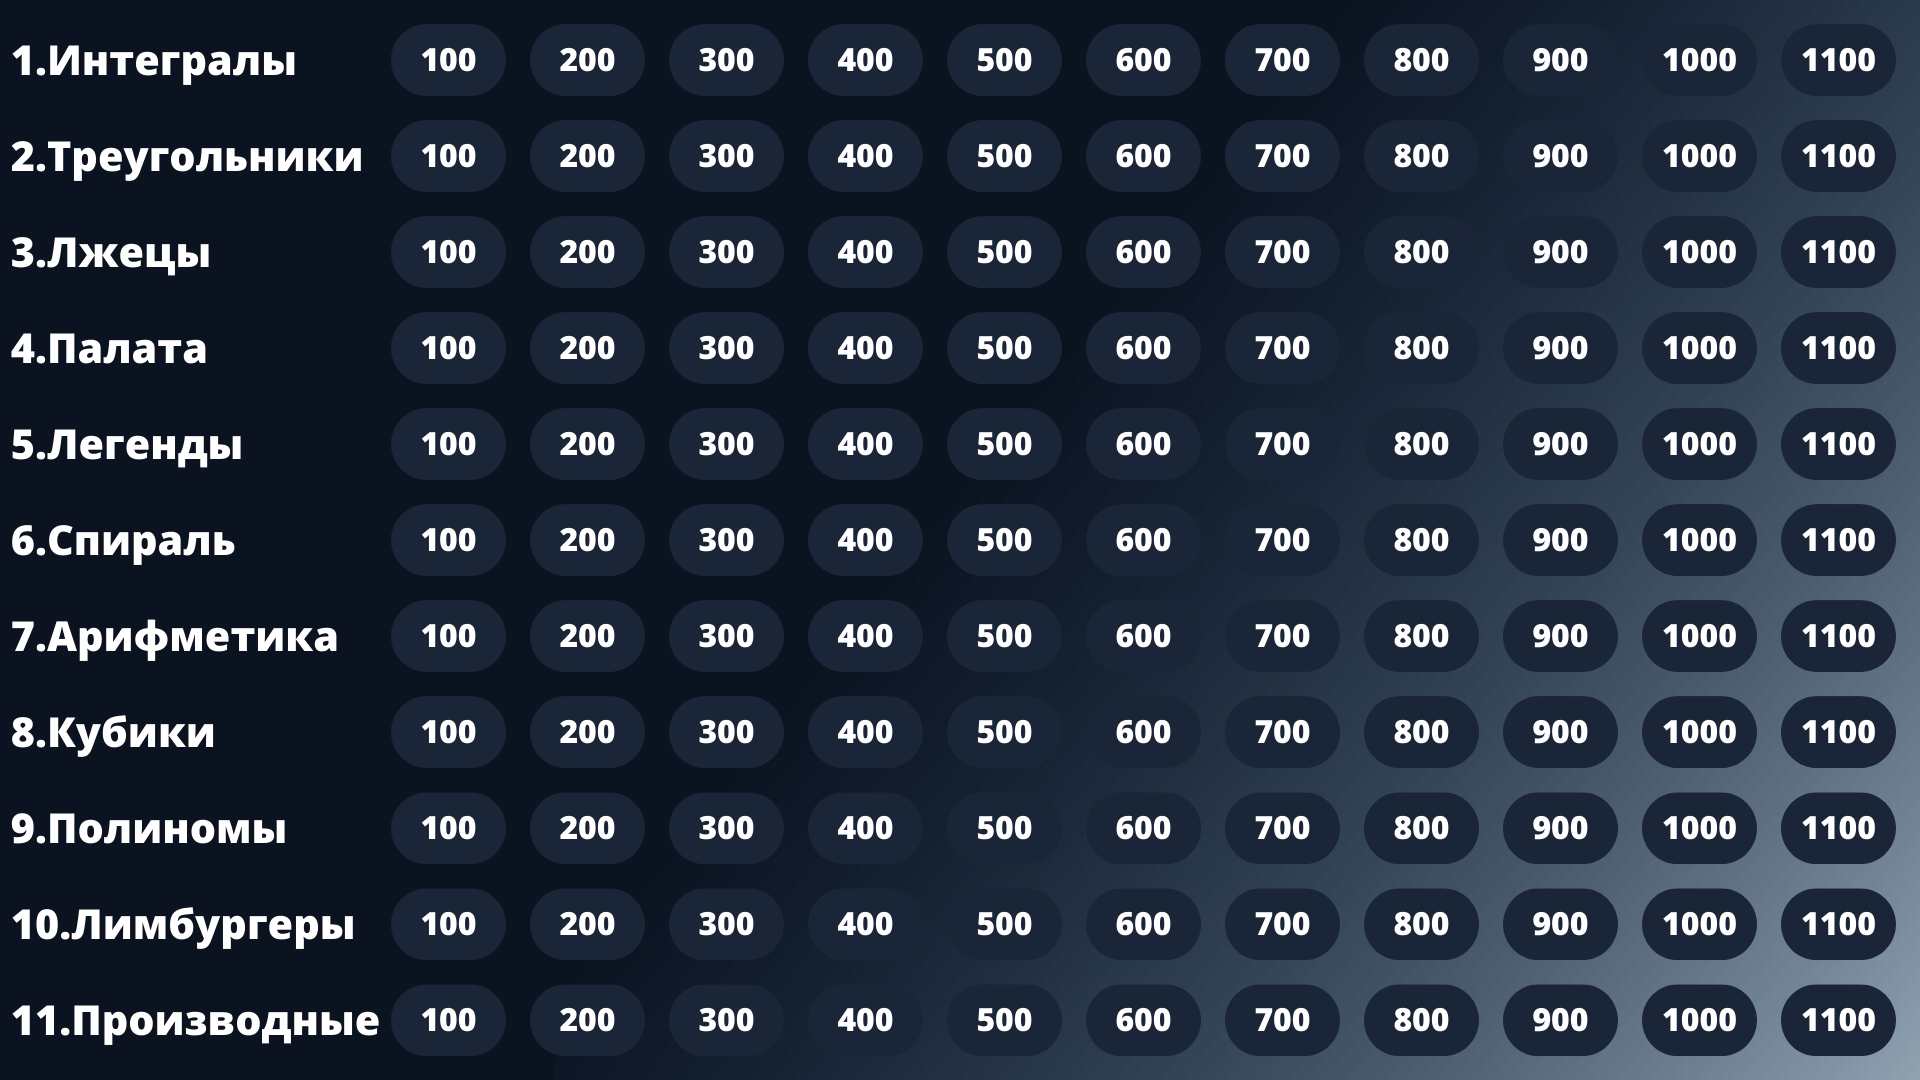 1.Интегралы 100 200 300 400 500 600 700 800 900 1000 1100
2.Треугольники 100 200 300 400 500 600 700 800 900 1000 1100
3.Лжецы 100 200 300 400 500 600 700 800 900 1000 1100
4.Палата 100 200 300 400 500 600 700 800 900 1000 1100
5.Легенды 100 200 300 400 500 600 700 800 900 1000 1100
6.Спираль 100 200 300 400 500 600 700 800 900 1000 1100
7.Арифметика 100 200 300 400 500 600 700 800 900 1000 1100
8.Кубики 100 200 300 400 500 600 700 800 900 1000 1100
9.Полиномы 100 200 300 400 500 600 700 800 900 1000 1100
10.Лимбургеры 100 200 300 400 500 600 700 800 900 1000 1100
11.Производные 100 200 300 400 500 600 700 800 900 1000 1100